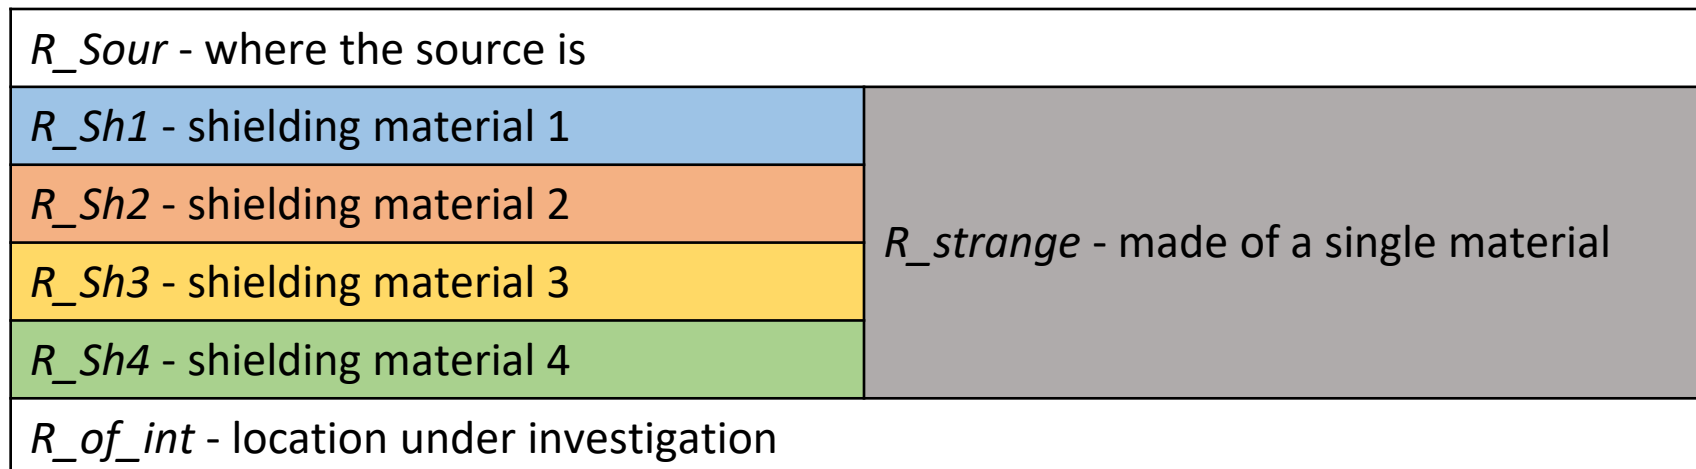 R_Sour - where the source is
R_Sh1 - shielding material 1
R_Sh2 - shielding material 2
R_Sh3 - shielding material 3
R_Sh4 - shielding material 4
R_strange - made of a single material
R_of_int - location under investigation